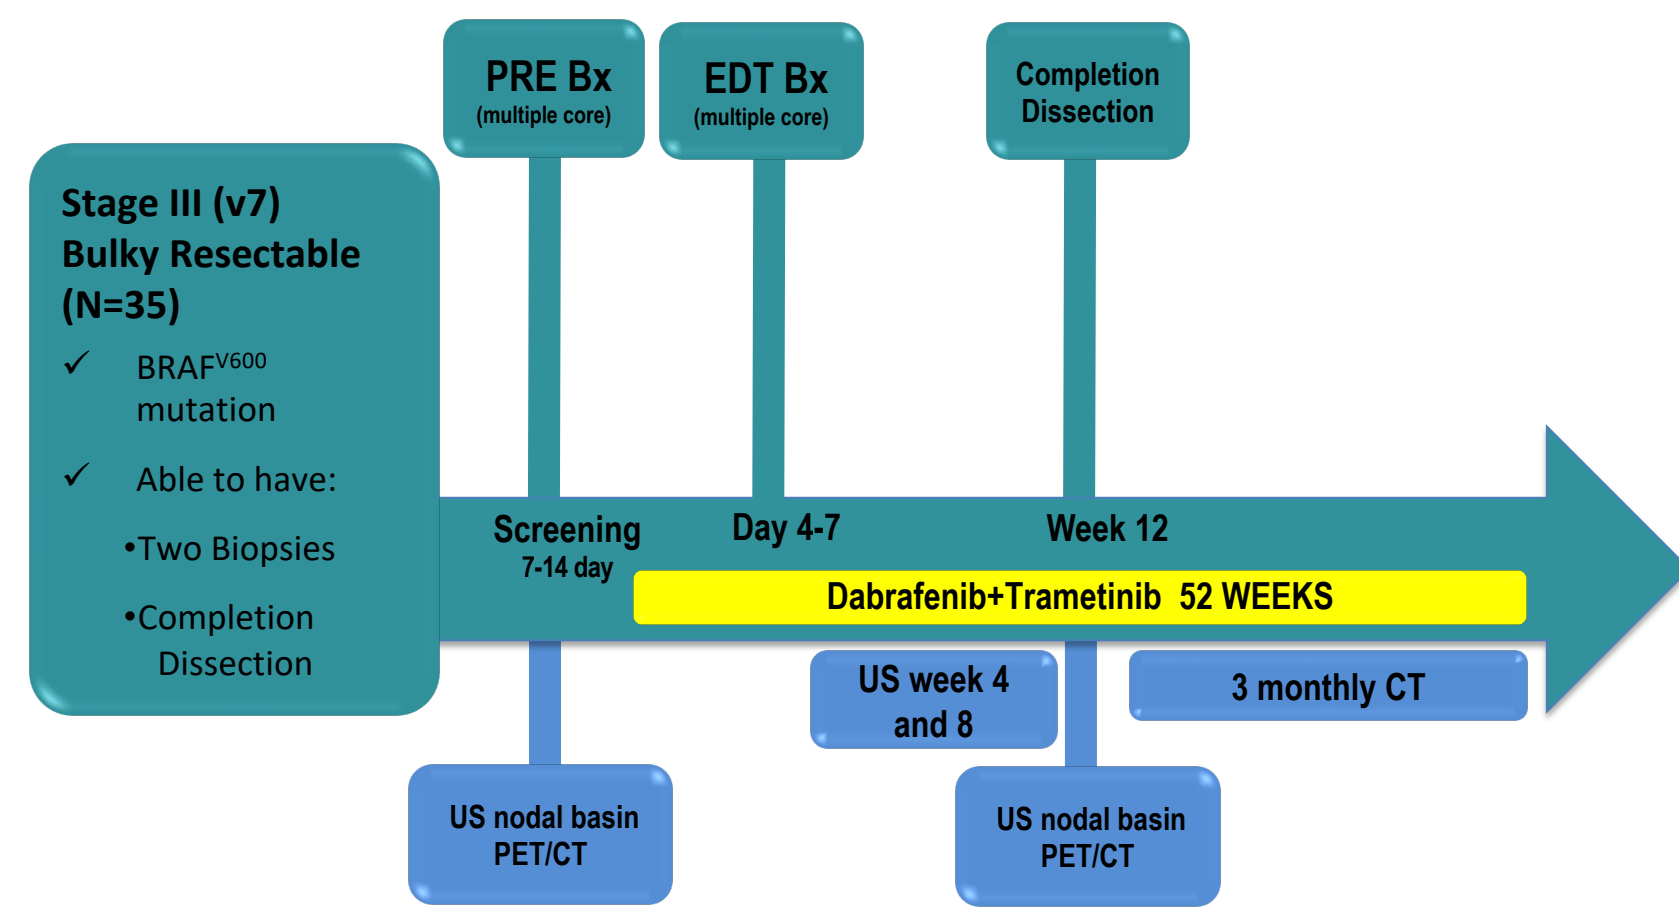 PRE Bx
(multiple core)
EDT Bx
(multiple core)
Completion
Dissection
Stage III (v7)
Bulky Resectable
(N=35)
✓ BRAFV600
mutation
✓ Able to have:
•Two Biopsies
•Completion
Dissection
Screening
7-14 day
Day 4-7
Week 12
Dabrafenib+Trametinib 52 WEEKS
US week 4
and 8
3 monthly CT
US nodal basin
PET/CT
US nodal basin
PET/CT